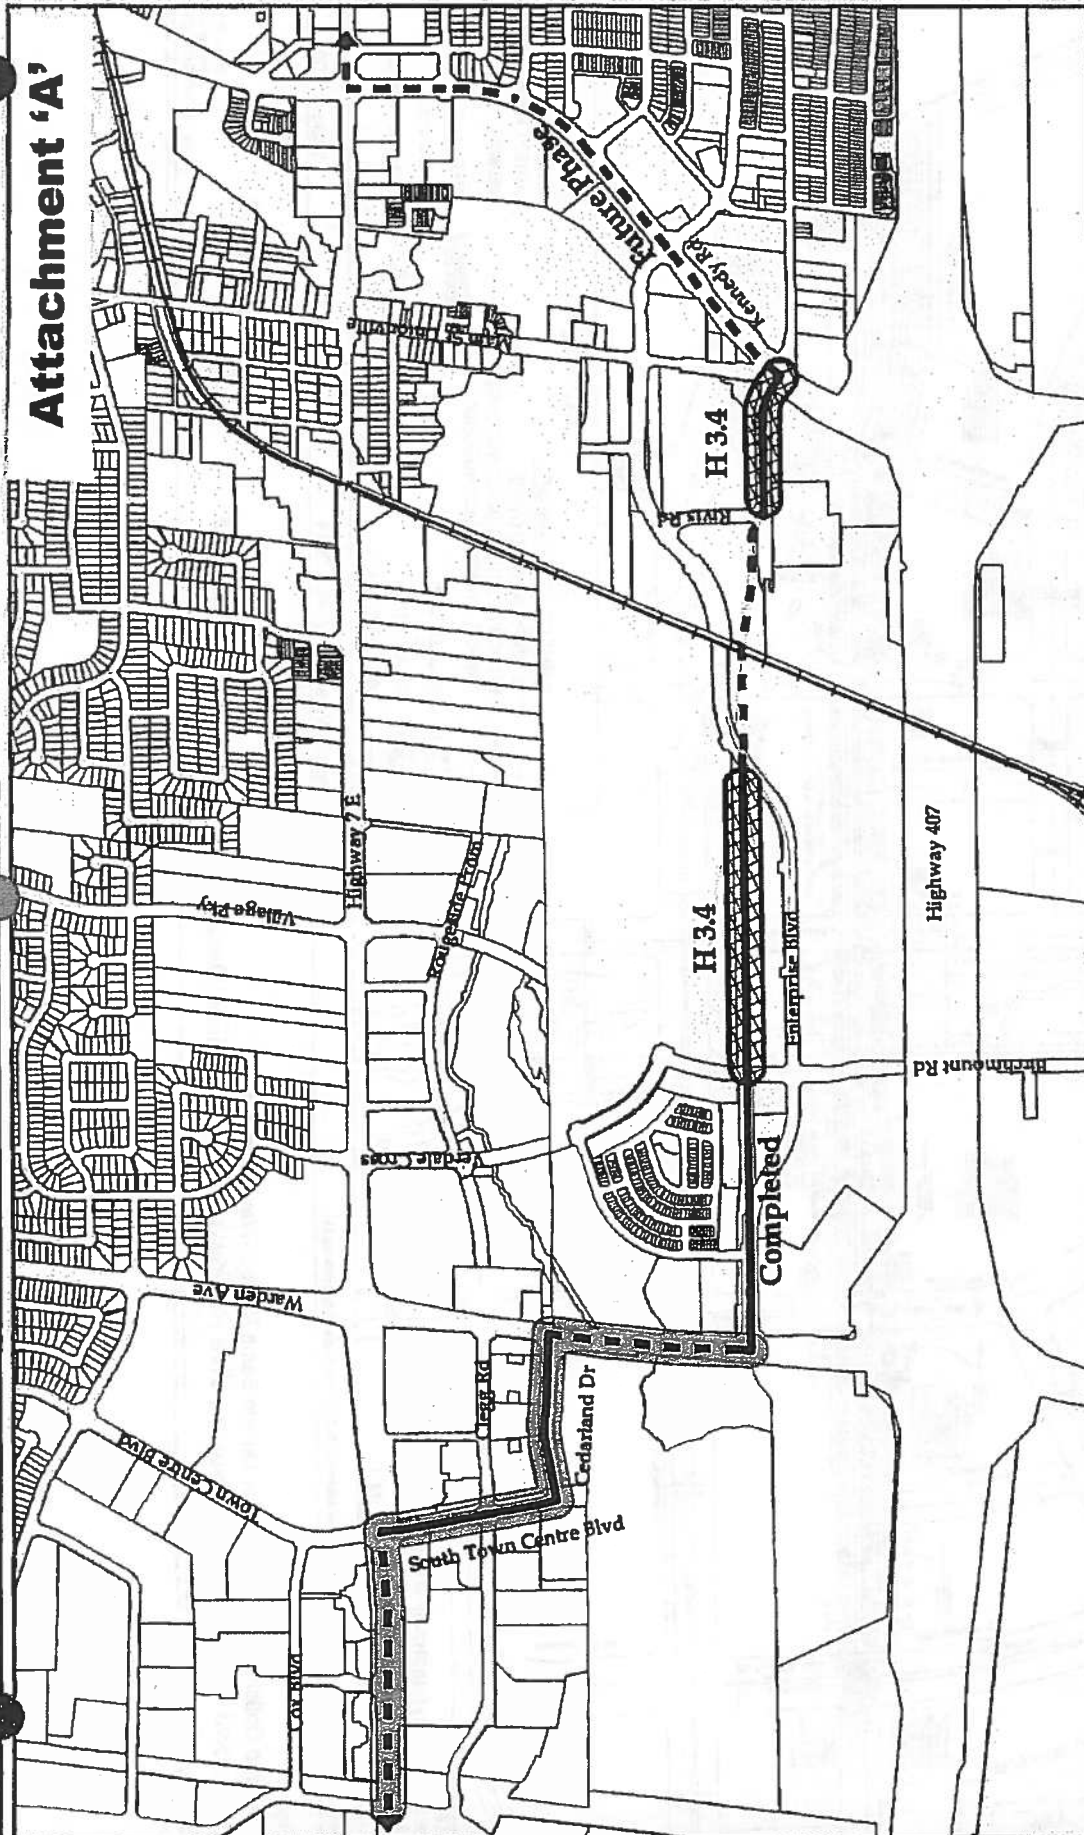 Attachment 'A'
Future Phase
Kennedy Rd
Main St Unionville
H 3.4
Rivis Rd
Highway 7 E
Village Pky
Rougeside Prom
H 3.4
Enterprise Blvd
Highway 407
Birchmount Rd
Verdale Cross
Completed
Warden Ave
Clegg Rd
Cedarland Dr
Town Centre Blvd
South Town Centre Blvd
Cox Blvd